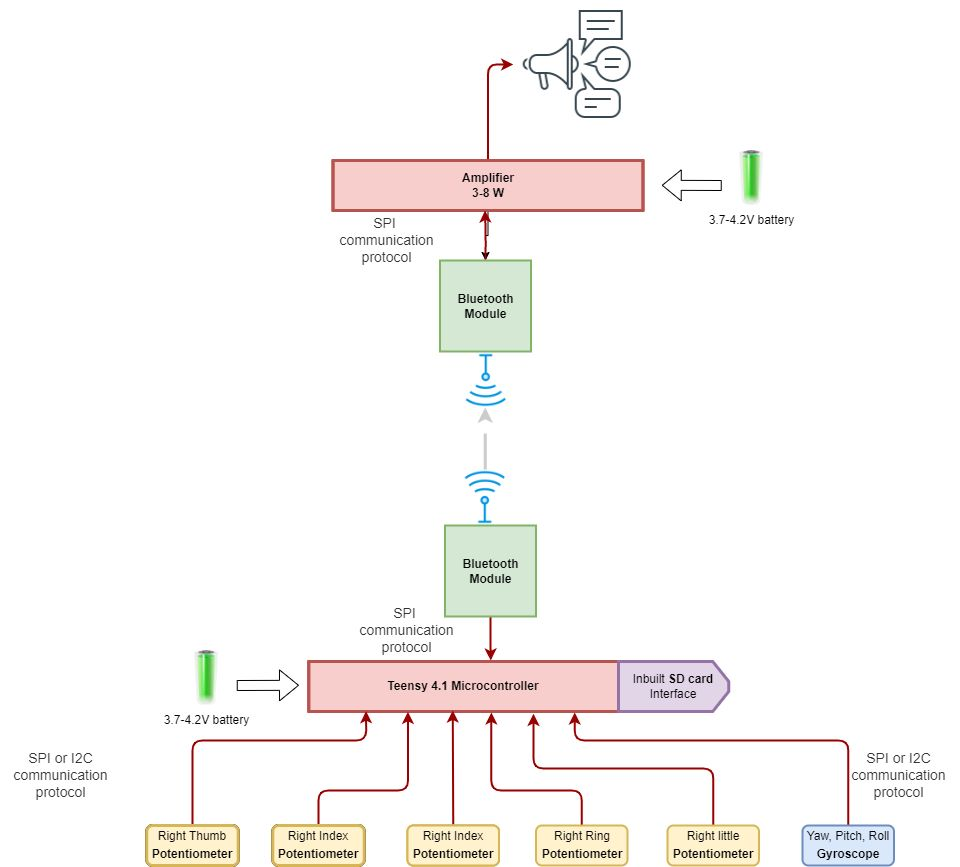 Amplifier
3-8 W
3.7-4.2V battery
SPI
communication
protocol
Bluetooth
Module
Bluetooth
Module
SPI
communication
protocol
Teensy 4.1 Microcontroller
Inbuilt SD card
Interface
3.7-4.2V battery
SPI or I2C
communication
protocol
SPI or I2C
communication
protocol
Right Thumb
Potentiometer
Right Index
Potentiometer
Right Index
Potentiometer
Right Ring
Potentiometer
Right little
Potentiometer
Yaw, Pitch, Roll
Gyroscope